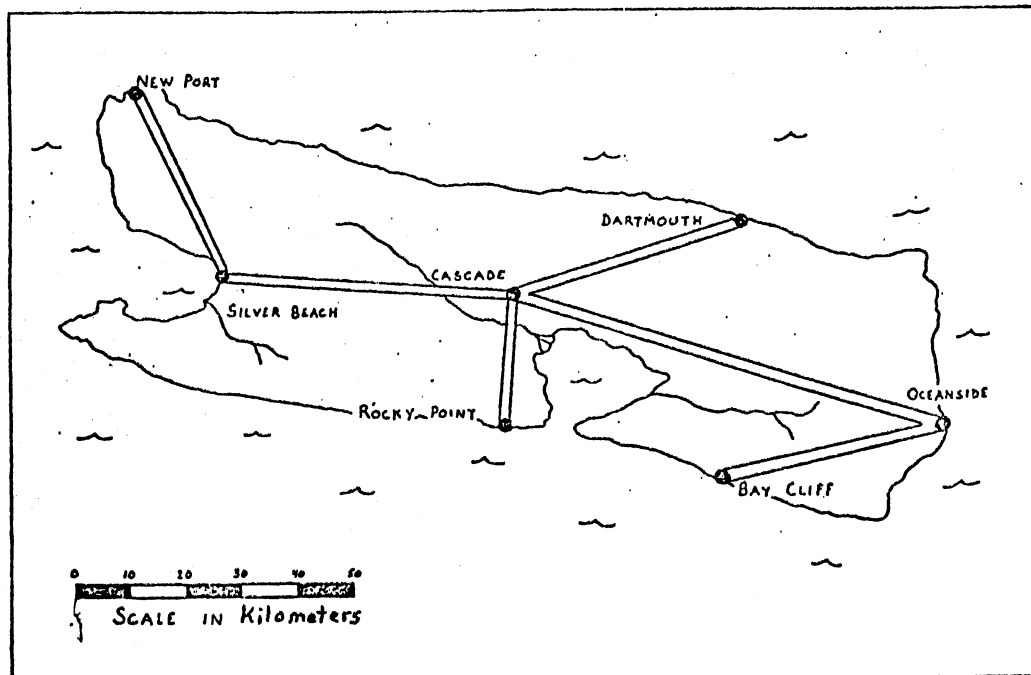 NEW PORT
DARTMOUTH
CASCADE
SILVER BEACH
OCEANSIDE
ROCKY POINT
BAY CLIFF
0 10 20 30 40 50
SCALE IN KILOMETERS